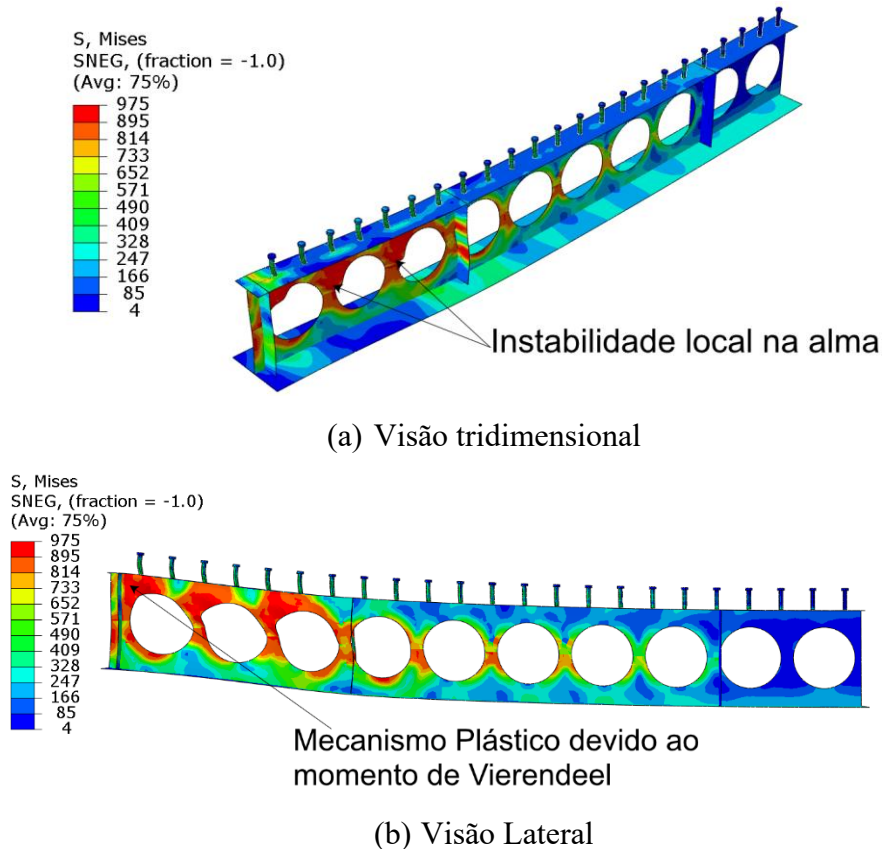 S, Mises
SNEG, (fraction = -1.0)
(Avg: 75%)
975
895
814
733
652
571
490
409
328
247
166
85
4
Instabilidade local na alma
(a) Visão tridimensional
S, Mises
SNEG, (fraction = -1.0)
(Avg: 75%)
975
895
814
733
652
571
490
409
328
247
166
85
4
Mecanismo Plástico devido ao
momento de Vierendeel
(b) Visão Lateral